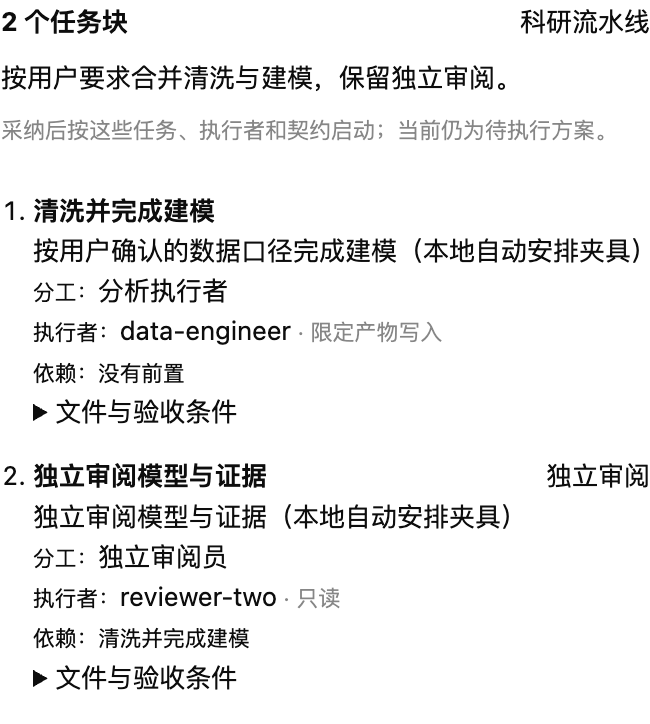 2 个任务块 科研流水线
按用户要求合并清洗与建模，保留独立审阅。
采纳后按这些任务、执行者和契约启动；当前仍为待执行方案。
1. 清洗并完成建模
按用户确认的数据口径完成建模（本地自动安排夹具）
分工：分析执行者
执行者：data-engineer · 限定产物写入
依赖：没有前置
▶ 文件与验收条件
2. 独立审阅模型与证据 独立审阅
独立审阅模型与证据（本地自动安排夹具）
分工：独立审阅员
执行者：reviewer-two · 只读
依赖：清洗并完成建模
▶ 文件与验收条件